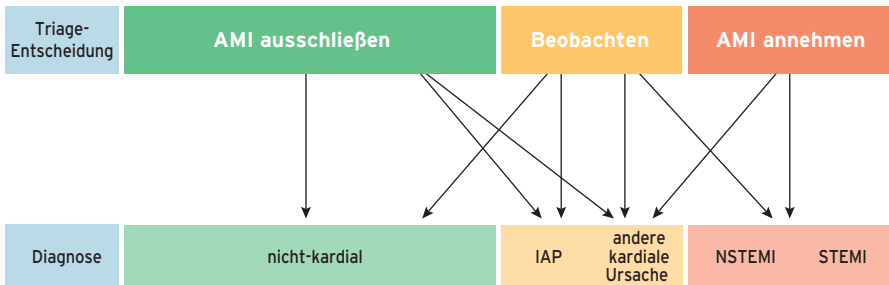 Triage-
Entscheidung
AMI ausschließen
Beobachten
AMI annehmen
Diagnose
nicht-kardial
IAP
andere
kardiale
Ursache
NSTEMI
STEMI